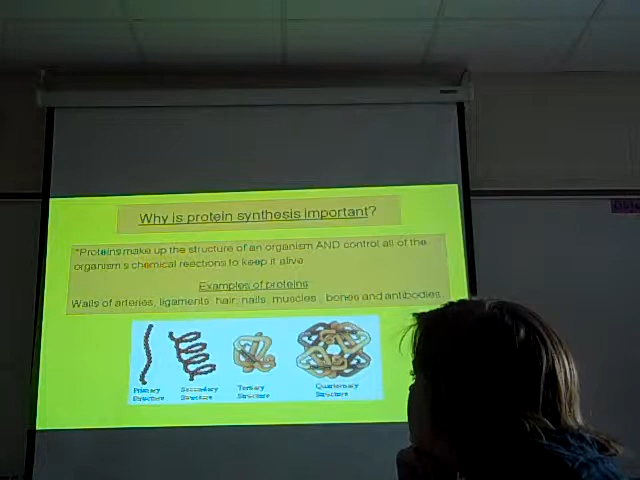 Why is protein synthesis important?
*Proteins make up the structure of an organism AND control all of the
organism's chemical reactions to keep it alive
Examples of proteins
Walls of arteries, ligaments, hair, nails, muscles, bones and antibodies.
Primary Structure
Secondary Structure
Tertiary Structure
Quarternary Structure